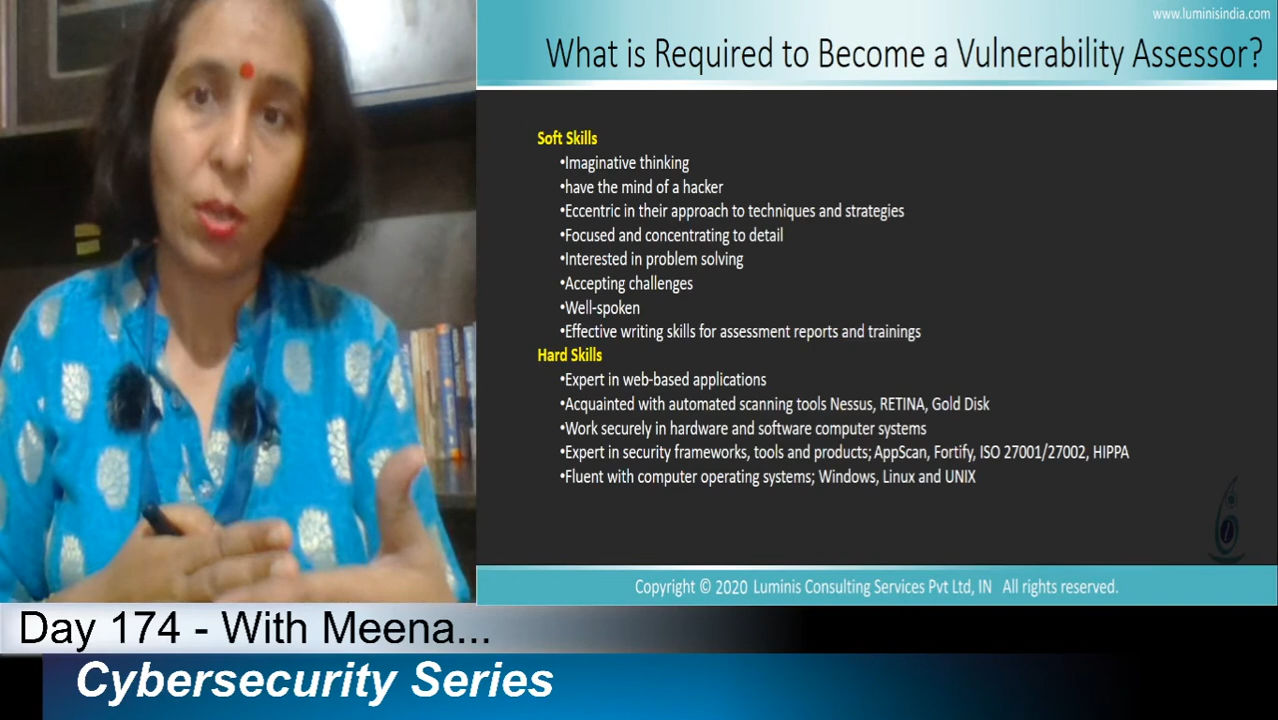 www.luminisindia.com
What is Required to Become a Vulnerability Assessor?
Soft Skills
•Imaginative thinking
•have the mind of a hacker
•Eccentric in their approach to techniques and strategies
•Focused and concentrating to detail
•Interested in problem solving
•Accepting challenges
•Well-spoken
•Effective writing skills for assessment reports and trainings
Hard Skills
•Expert in web-based applications
•Acquainted with automated scanning tools Nessus, RETINA, Gold Disk
•Work securely in hardware and software computer systems
•Expert in security frameworks, tools and products; AppScan, Fortify, ISO 27001/27002, HIPPA
•Fluent with computer operating systems; Windows, Linux and UNIX
Copyright © 2020 Luminis Consulting Services Pvt Ltd, IN All rights reserved.
Day 174 - With Meena...
Cybersecurity Series